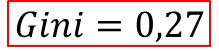 Gini = 0,27